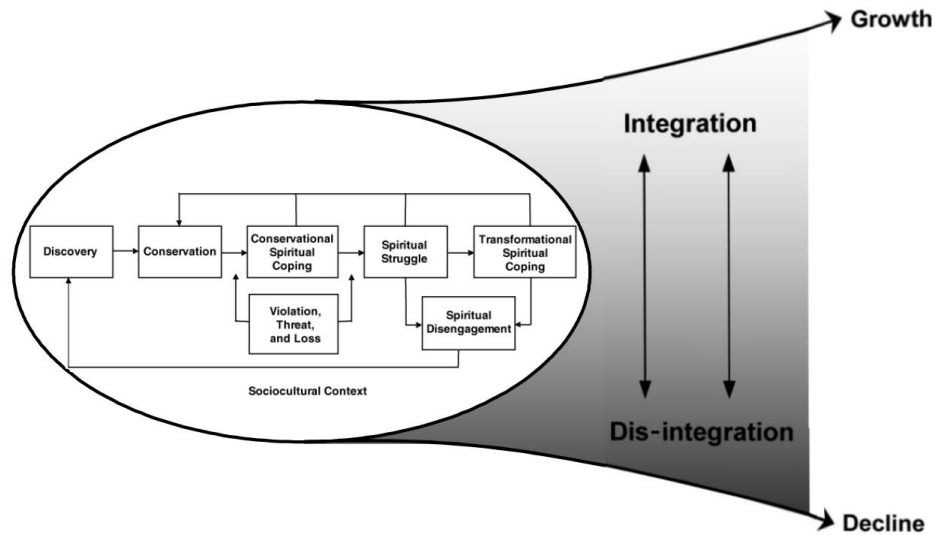 Growth
Integration
Discovery
Conservation
Conservational
Spiritual
Coping
Spiritual
Struggle
Transformational
Spiritual
Coping
Violation,
Threat,
and Loss
Spiritual
Disengagement
Sociocultural Context
Dis-integration
Decline